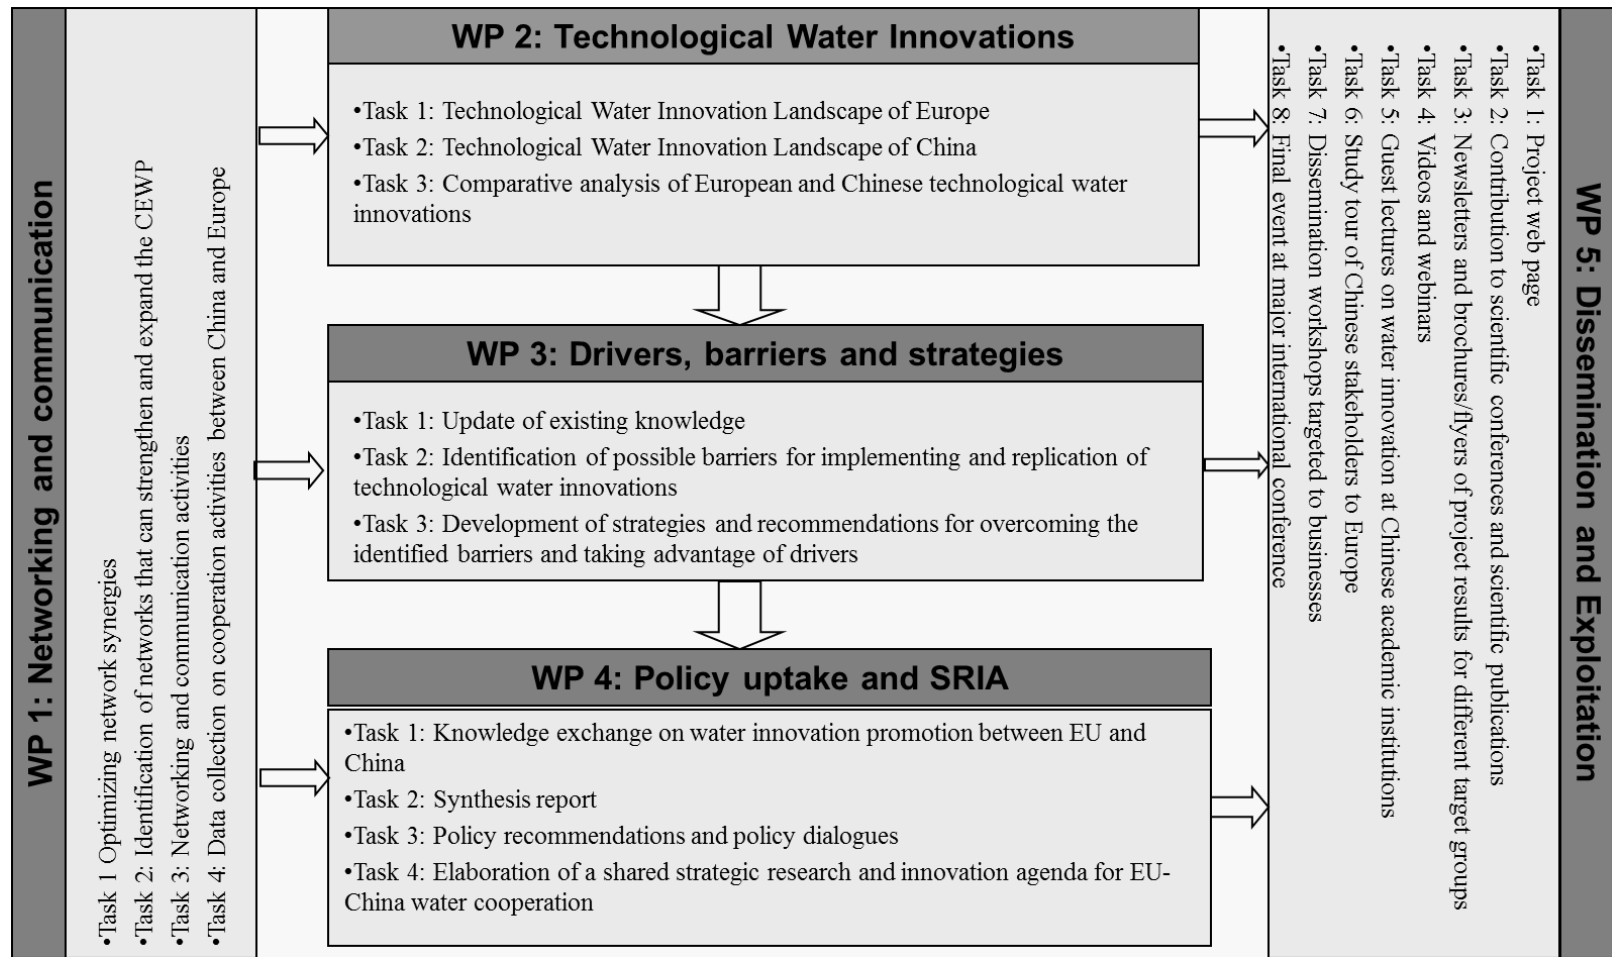 WP 1: Networking and communication
•Task 1 Optimizing network synergies
•Task 2: Identification of networks that can strengthen and expand the CEWP
•Task 3: Networking and communication activities
•Task 4: Data collection on cooperation activities between China and Europe
WP 2: Technological Water Innovations
•Task 1: Technological Water Innovation Landscape of Europe
•Task 2: Technological Water Innovation Landscape of China
•Task 3: Comparative analysis of European and Chinese technological water
innovations
WP 3: Drivers, barriers and strategies
•Task 1: Update of existing knowledge
•Task 2: Identification of possible barriers for implementing and replication of
technological water innovations
•Task 3: Development of strategies and recommendations for overcoming the
identified barriers and taking advantage of drivers
WP 4: Policy uptake and SRIA
•Task 1: Knowledge exchange on water innovation promotion between EU and
China
•Task 2: Synthesis report
•Task 3: Policy recommendations and policy dialogues
•Task 4: Elaboration of a shared strategic research and innovation agenda for EU-
China water cooperation
WP 5: Dissemination and Exploitation
•Task 1: Project web page
•Task 2: Contribution to scientific conferences and scientific publications
•Task 3: Newsletters and brochures/flyers of project results for different target groups
•Task 4: Videos and webinars
•Task 5: Guest lectures on water innovation at Chinese academic institutions
•Task 6: Study tour of Chinese stakeholders to Europe
•Task 7: Dissemination workshops targeted to businesses
•Task 8: Final event at major international conference